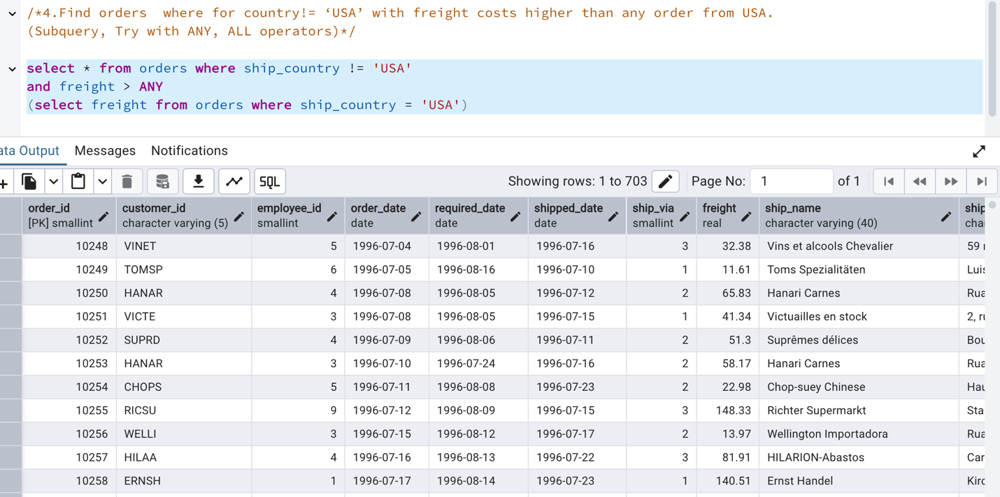 /*4.Find orders  where for country!= ‘USA’ with freight costs higher than any order from USA.
(Subquery, Try with ANY, ALL operators)*/
select * from orders where ship_country != 'USA'
and freight > ANY
(select freight from orders where ship_country = 'USA')
ata Output Messages Notifications
SQL Showing rows: 1 to 703 Page No: 1 of 1
order_id customer_id employee_id order_date required_date shipped_date ship_via freight ship_name ship
[PK] smallint character varying (5) smallint date date date smallint real character varying (40) cha
10248 VINET 5 1996-07-04 1996-08-01 1996-07-16 3 32.38 Vins et alcools Chevalier 59
10249 TOMSP 6 1996-07-05 1996-08-16 1996-07-10 1 11.61 Toms Spezialitäten Luis
10250 HANAR 4 1996-07-08 1996-08-05 1996-07-12 2 65.83 Hanari Carnes Rua
10251 VICTE 3 1996-07-08 1996-08-05 1996-07-15 1 41.34 Victuailles en stock 2, ru
10252 SUPRD 4 1996-07-09 1996-08-06 1996-07-11 2 51.3 Suprêmes délices Bou
10253 HANAR 3 1996-07-10 1996-07-24 1996-07-16 2 58.17 Hanari Carnes Rua
10254 CHOPS 5 1996-07-11 1996-08-08 1996-07-23 2 22.98 Chop-suey Chinese Hau
10255 RICSU 9 1996-07-12 1996-08-09 1996-07-15 3 148.33 Richter Supermarkt Sta
10256 WELLI 3 1996-07-15 1996-08-12 1996-07-17 2 13.97 Wellington Importadora Rua
10257 HILAA 4 1996-07-16 1996-08-13 1996-07-22 3 81.91 HILARION-Abastos Car
10258 ERNSH 1 1996-07-17 1996-08-14 1996-07-23 1 140.51 Ernst Handel Kirc